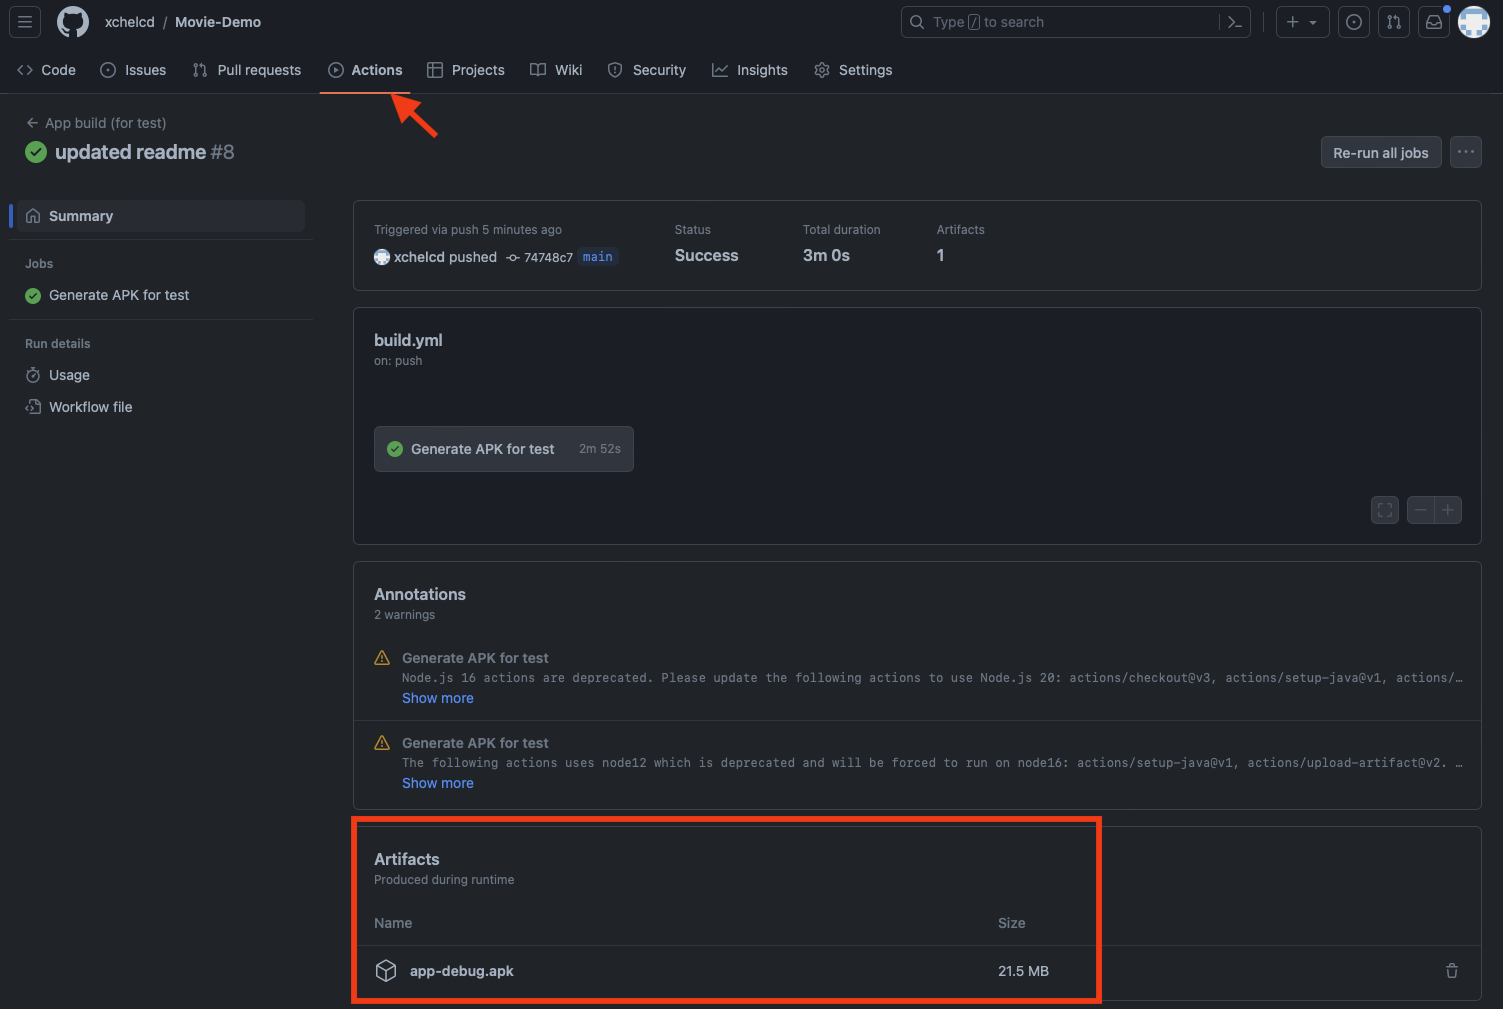 xchelcd / Movie-Demo
Type / to search
Code
Issues
Pull requests
Actions
Projects
Wiki
Security
Insights
Settings
App build (for test)
updated readme #8
Re-run all jobs
Summary
Jobs
Generate APK for test
Run details
Usage
Workflow file
Triggered via push 5 minutes ago
xchelcd pushed 74748c7 main
Status
Success
Total duration
3m 0s
Artifacts
1
build.yml
on: push
Generate APK for test 2m 52s
Annotations
2 warnings
Generate APK for test
Node.js 16 actions are deprecated. Please update the following actions to use Node.js 20: actions/checkout@v3, actions/setup-java@v1, actions/…
Show more
Generate APK for test
The following actions uses node12 which is deprecated and will be forced to run on node16: actions/setup-java@v1, actions/upload-artifact@v2. …
Show more
Artifacts
Produced during runtime
Name Size
app-debug.apk 21.5 MB